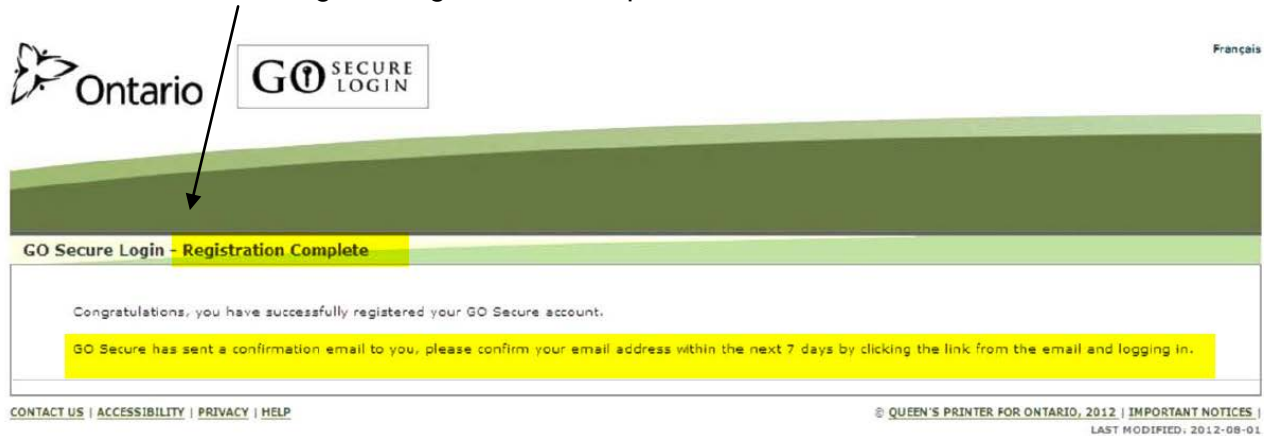 Français
Ontario
GO SECURE LOGIN
GO Secure Login - Registration Complete
Congratulations, you have successfully registered your GO Secure account.
GO Secure has sent a confirmation email to you, please confirm your email address within the next 7 days by clicking the link from the email and logging in.
CONTACT US | ACCESSIBILITY | PRIVACY | HELP
© QUEEN'S PRINTER FOR ONTARIO, 2012 | IMPORTANT NOTICES |
LAST MODIFIED: 2012-08-01